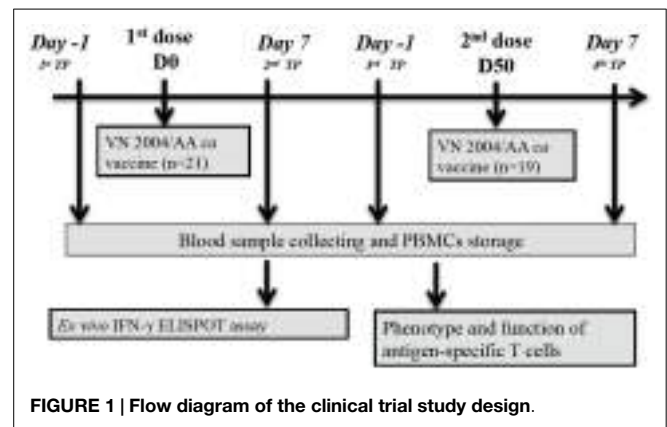 Day -1 1st dose Day 7 Day -1 2nd dose Day 7
1st TP D0 2nd TP 3rd TP D50 4th TP
VN 2004/AA ca
vaccine (n=21)
VN 2004/AA ca
vaccine (n=19)
Blood sample collecting and PBMCs storage
Ex vivo IFN-γ ELISPOT assay
Phenotype and function of
antigen-specific T cells
FIGURE 1 | Flow diagram of the clinical trial study design.